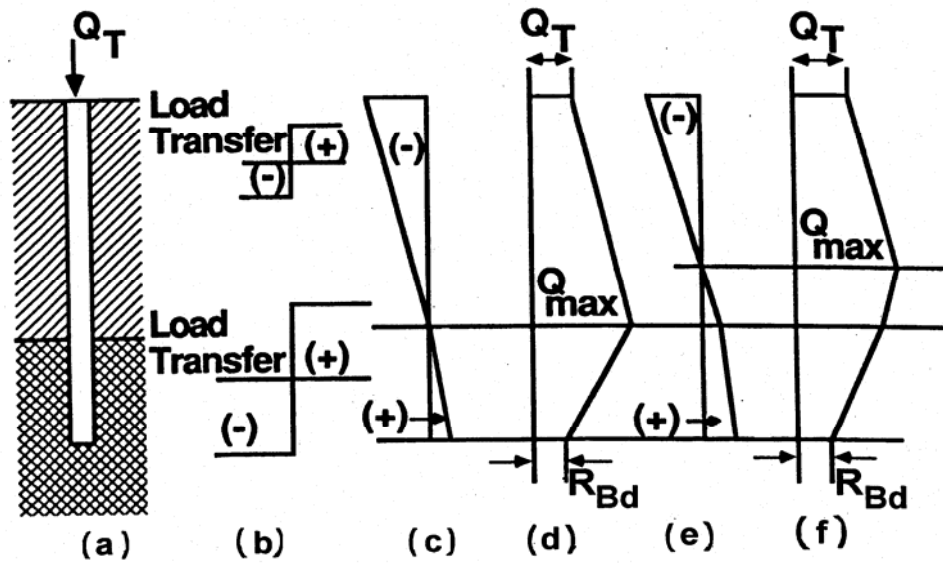 Q_T
Load
Transfer
(+)
(-)
Load
Transfer
(+)
(-)
(-)
(+)
Q_T
Q_max
R_Bd
(-)
(+)
Q_T
Q_max
R_Bd
(a)
(b)
(c)
(d)
(e)
(f)